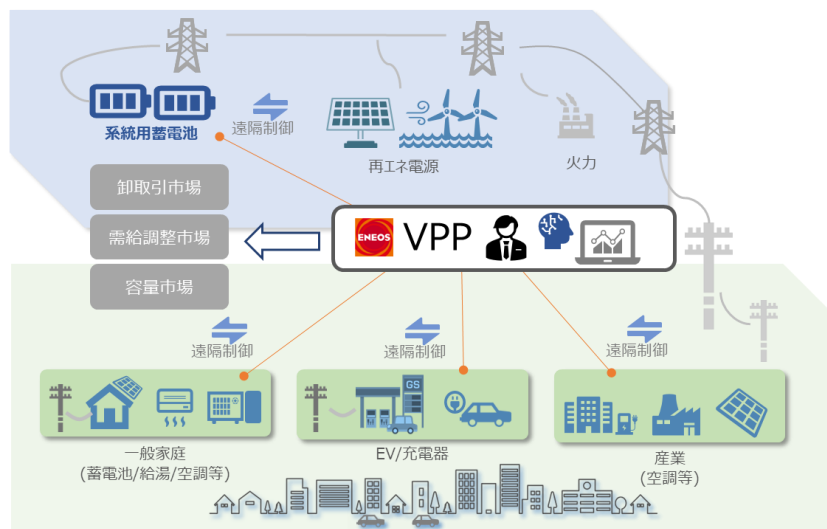 系統用蓄電池
遠隔制御
再エネ電源
火力
卸取引市場
需給調整市場
容量市場
ENEOS
VPP
遠隔制御
遠隔制御
遠隔制御
GS
一般家庭
(蓄電池/給湯/空調等)
EV/充電器
産業
(空調等)